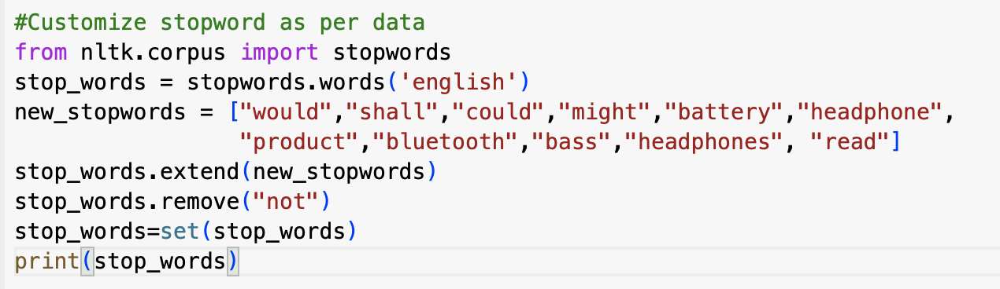 #Customize stopword as per data
from nltk.corpus import stopwords
stop_words = stopwords.words('english')
new_stopwords = ["would","shall","could","might","battery","headphone",
                 "product","bluetooth","bass","headphones", "read"]
stop_words.extend(new_stopwords)
stop_words.remove("not")
stop_words=set(stop_words)
print(stop_words)